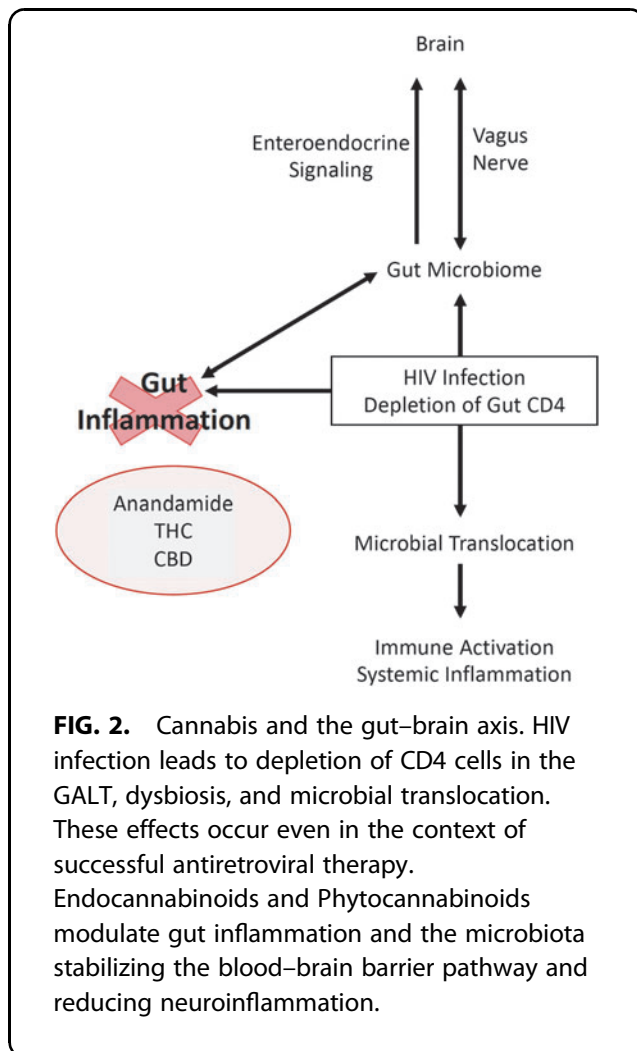 Brain
Enteroendocrine
Signaling
Vagus
Nerve
Gut Microbiome
Gut
Inflammation
HIV Infection
Depletion of Gut CD4
Anandamide
THC
CBD
Microbial Translocation
Immune Activation
Systemic Inflammation
FIG. 2. Cannabis and the gut–brain axis. HIV
infection leads to depletion of CD4 cells in the
GALT, dysbiosis, and microbial translocation.
These effects occur even in the context of
successful antiretroviral therapy.
Endocannabinoids and Phytocannabinoids
modulate gut inflammation and the microbiota
stabilizing the blood–brain barrier pathway and
reducing neuroinflammation.